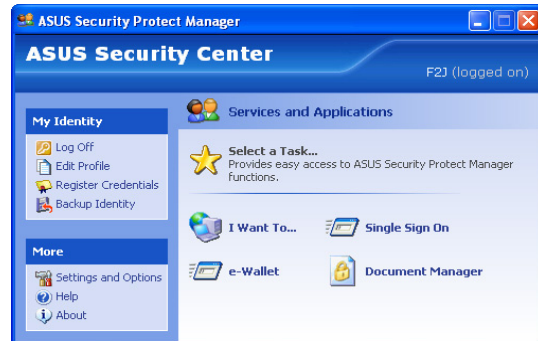 ASUS Security Protect Manager
ASUS Security Center
F2J (logged on)
My Identity
Log Off
Edit Profile
Register Credentials
Backup Identity
More
Settings and Options
Help
About
Services and Applications
Select a Task...
Provides easy access to ASUS Security Protect Manager
functions.
I Want To...
Single Sign On
e-Wallet
Document Manager